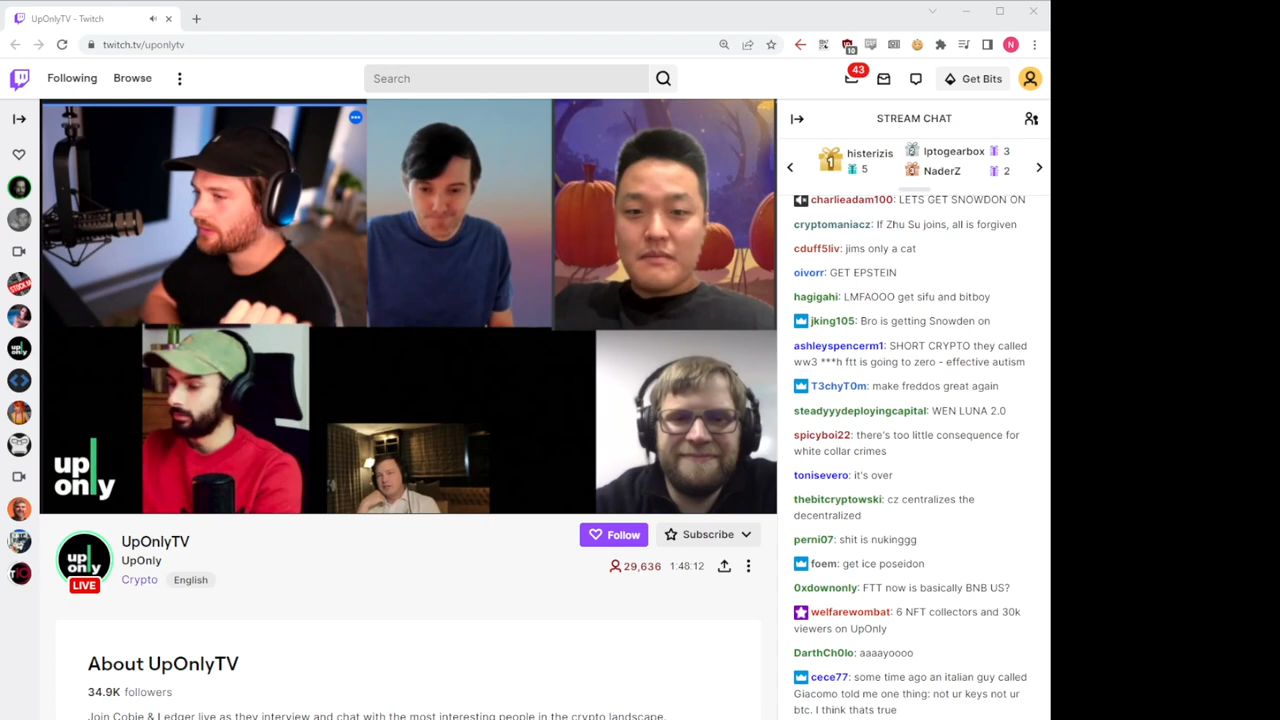 UpOnlyTV - Twitch
twitch.tv/uponlytv
10
N
Following
Browse
Search
43
Get Bits
STREAM CHAT
1
histerizis
5
lptogearbox 3
NaderZ 2
charlieadam100: LETS GET SNOWDON ON
cryptomaniacz: If Zhu Su joins, all is forgiven
cduff5liv: jims only a cat
oivorr: GET EPSTEIN
hagigahi: LMFAOOO get sifu and bitboy
jking105: Bro is getting Snowden on
ashleyspencerm1: SHORT CRYPTO they called
ww3 ***h ftt is going to zero - effective autism
T3chyT0m: make freddos great again
steadyyydeployingcapital: WEN LUNA 2.0
spicyboi22: there's too little consequence for
white collar crimes
tonisevero: it's over
thebitcryptowski: cz centralizes the
decentralized
perni07: shit is nukinggg
foem: get ice poseidon
0xdownonly: FTT now is basically BNB US?
welfarewombat: 6 NFT collectors and 30k
viewers on UpOnly
DarthCh0lo: aaaayoooo
cece77: some time ago an italian guy called
Giacomo told me one thing: not ur keys not ur
btc. I think thats true
up
only
up
only
LIVE
UpOnlyTV
UpOnly
Crypto
English
Follow
Subscribe
29,636
1:48:12
About UpOnlyTV
34.9K followers
Join Cobie & Ledger live as they interview and chat with the most interesting people in the crypto landscape.